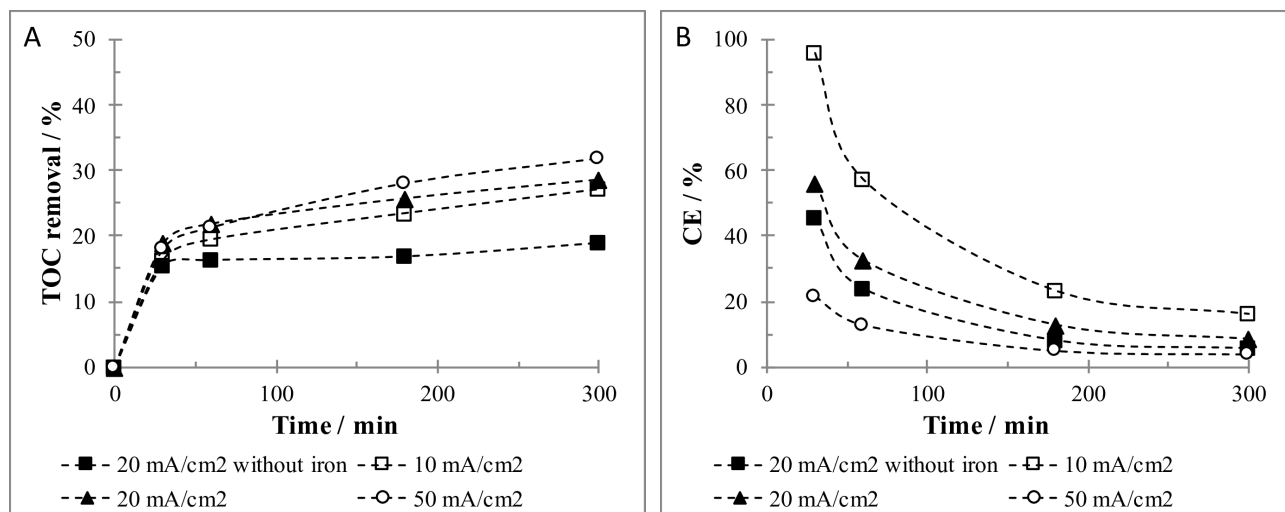 A
50
40
30
20
10
0
TOC removal / %
0 100 200 300
Time / min
20 mA/cm2 without iron 10 mA/cm2
20 mA/cm2 50 mA/cm2
B
100
80
60
40
20
0
CE / %
0 100 200 300
Time / min
20 mA/cm2 without iron 10 mA/cm2
20 mA/cm2 50 mA/cm2